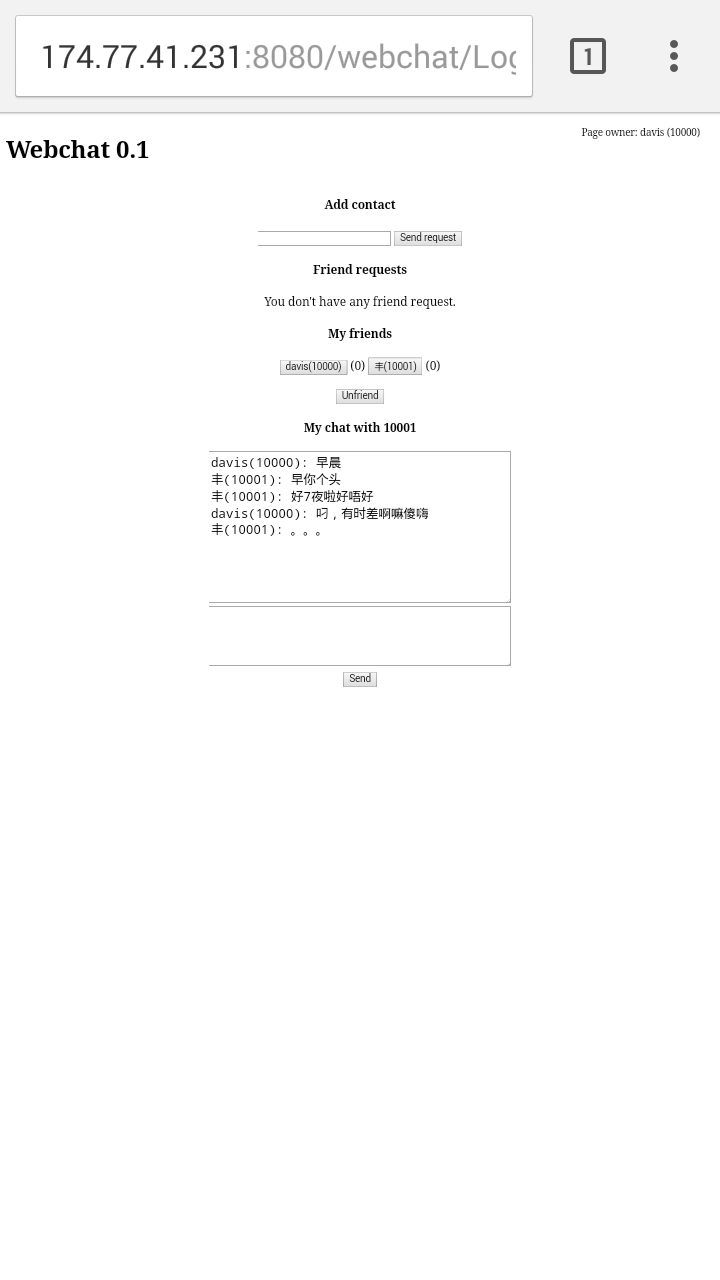 174.77.41.231:8080/webchat/Log
1
Page owner: davis (10000)
Webchat 0.1
Add contact
Send request
Friend requests
You don't have any friend request.
My friends
davis(10000) (0) 丰(10001) (0)
Unfriend
My chat with 10001
davis(10000): 早晨
丰(10001): 早你个头
丰(10001): 好7夜啦好唔好
davis(10000): 叼，有时差啊嘛傻嗨
丰(10001): 。。。
Send